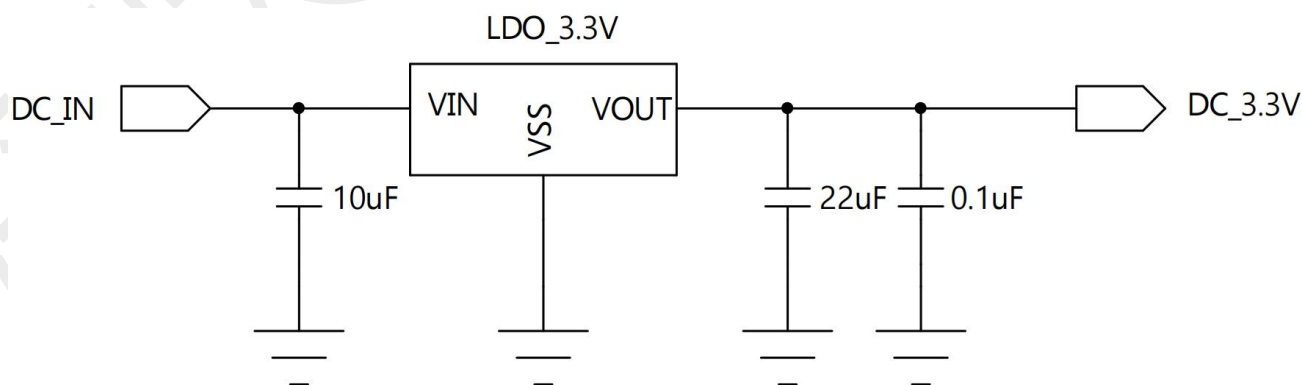 LDO_3.3V
DC_IN
VIN
VSS
VOUT
DC_3.3V
10uF
22uF
0.1uF